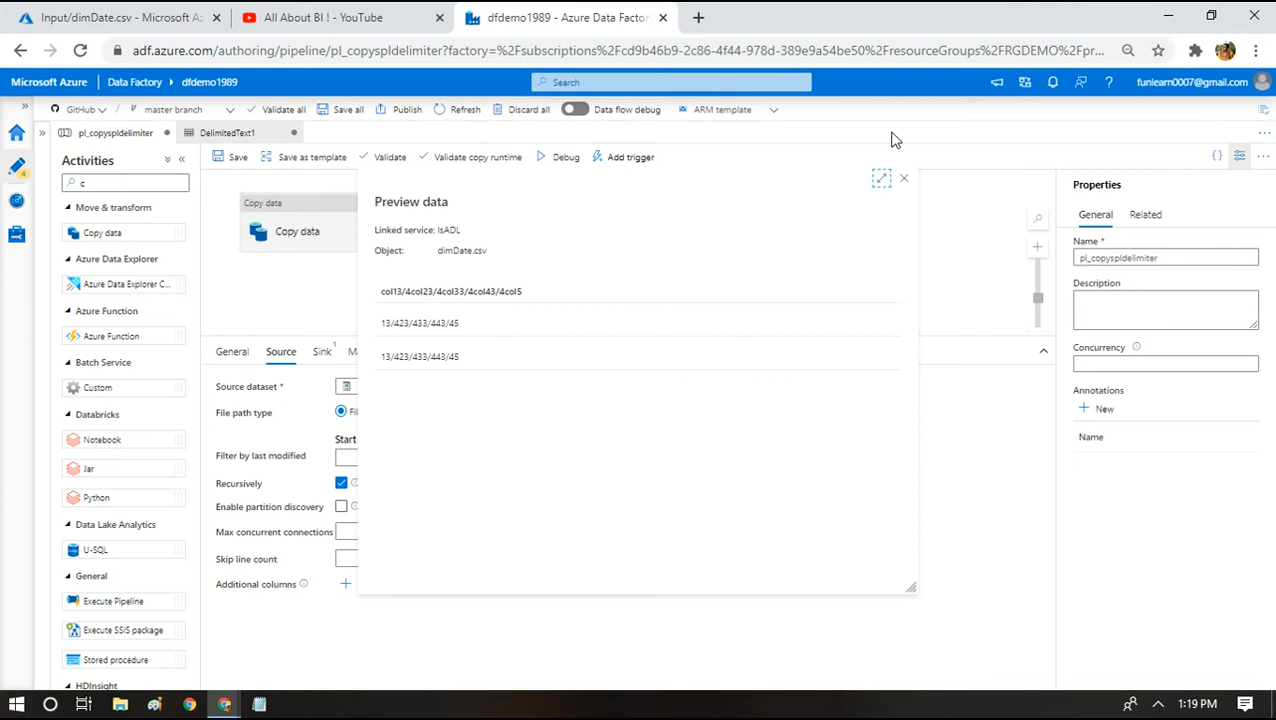 Input/dimDate.csv - Microsoft Az
All About BI ! - YouTube
dfdemo1989 - Azure Data Factor
adf.azure.com/authoring/pipeline/pl_copyspldelimiter?factory=%2Fsubscriptions%2Fcd9b46b9-2c86-4f44-978d-389e9a54be50%2FresourceGroups%2FRGDEMO%2Fpr...
Microsoft Azure
Data Factory
dfdemo1989
Search
funlearn0007@gmail.com
GitHub
master branch
Validate all
Save all
Publish
Refresh
Discard all
Data flow debug
ARM template
pl_copyspldelimiter
DelimitedText1
Activities
c
Move & transform
Copy data
Azure Data Explorer
Azure Data Explorer C...
Azure Function
Azure Function
Batch Service
Custom
Databricks
Notebook
Jar
Python
Data Lake Analytics
U-SQL
General
Execute Pipeline
Execute SSIS package
Stored procedure
HDInsight
4
Save
Save as template
Validate
Validate copy runtime
Debug
Add trigger
Copy data
Copy data
General
Source
Sink 1
M
Source dataset *
File path type
Fi
Start
Filter by last modified
Recursively
Enable partition discovery
Max concurrent connections
Skip line count
Additional columns
Preview data
Linked service: lsADL
Object: dimDate.csv
col13/4col23/4col33/4col43/4col5
13/423/433/443/45
13/423/433/443/45
Properties
General
Related
Name *
pl_copyspldelimiter
Description
Concurrency
Annotations
New
Name
1:19 PM